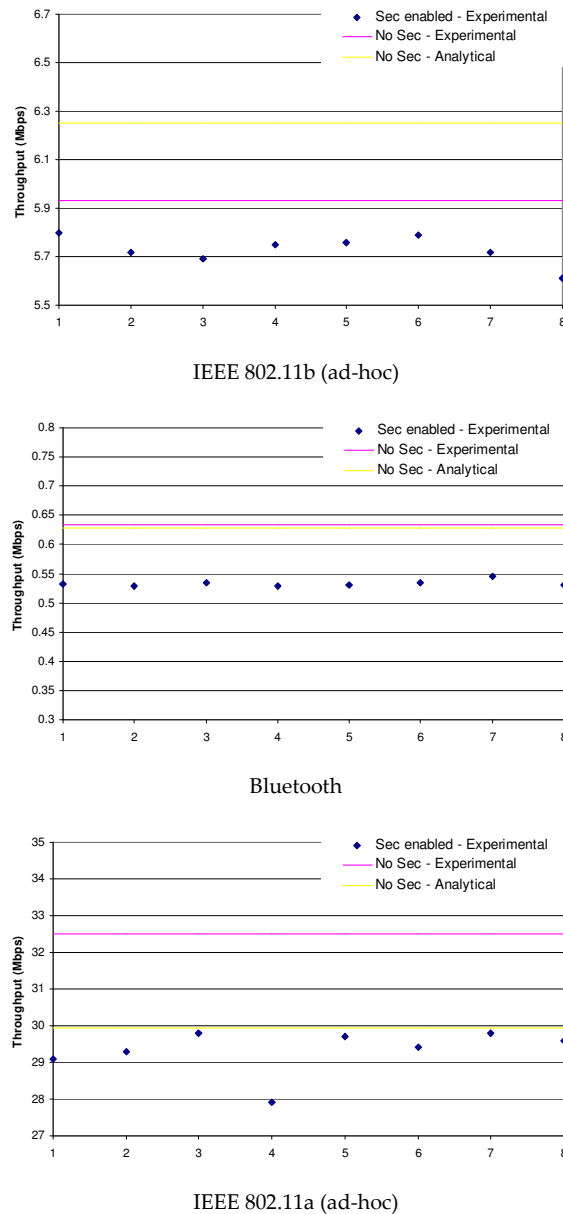 Sec enabled - Experimental
No Sec - Experimental
No Sec - Analytical
Throughput (Mbps)
6.7
6.5
6.3
6.1
5.9
5.7
5.5
1 2 3 4 5 6 7 8
IEEE 802.11b (ad-hoc)
Sec enabled - Experimental
No Sec - Experimental
No Sec - Analytical
Throughput (Mbps)
0.8
0.75
0.7
0.65
0.6
0.55
0.5
0.45
0.4
0.35
0.3
1 2 3 4 5 6 7 8
Bluetooth
Sec enabled - Experimental
No Sec - Experimental
No Sec - Analytical
Throughput (Mbps)
35
34
33
32
31
30
29
28
27
1 2 3 4 5 6 7 8
IEEE 802.11a (ad-hoc)